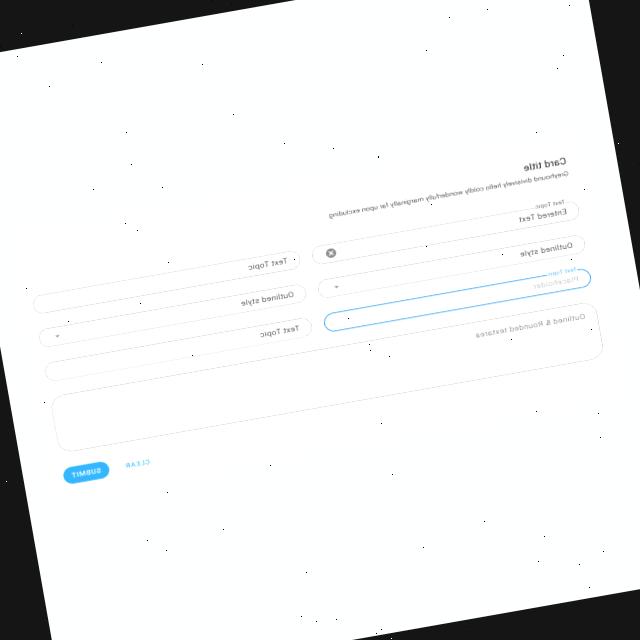 Card title
Greyhound divisively hello coldly wonderfully marginally far upon excluding
Text Topic
Entered Text
Text Topic
Outlined style
Outlined style
Text Topic
Placeholder
Text Topic
Outlined & Rounded textarea
CLEAR
SUBMIT